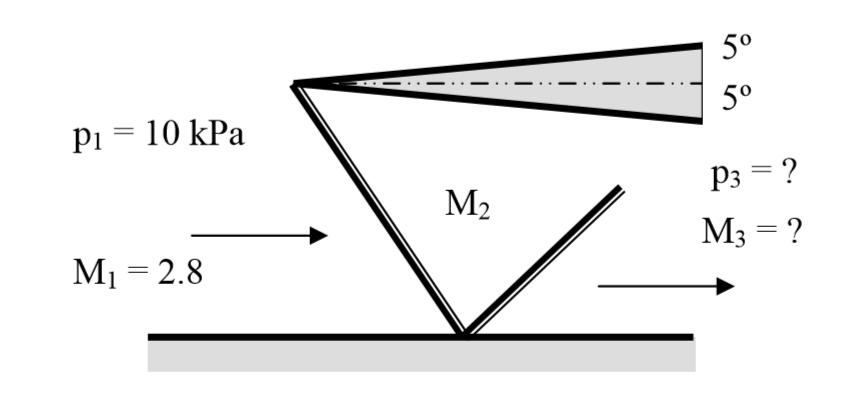 5º
5º
p₁ = 10 kPa
p₃ = ?
M₂
M₃ = ?
M₁ = 2.8